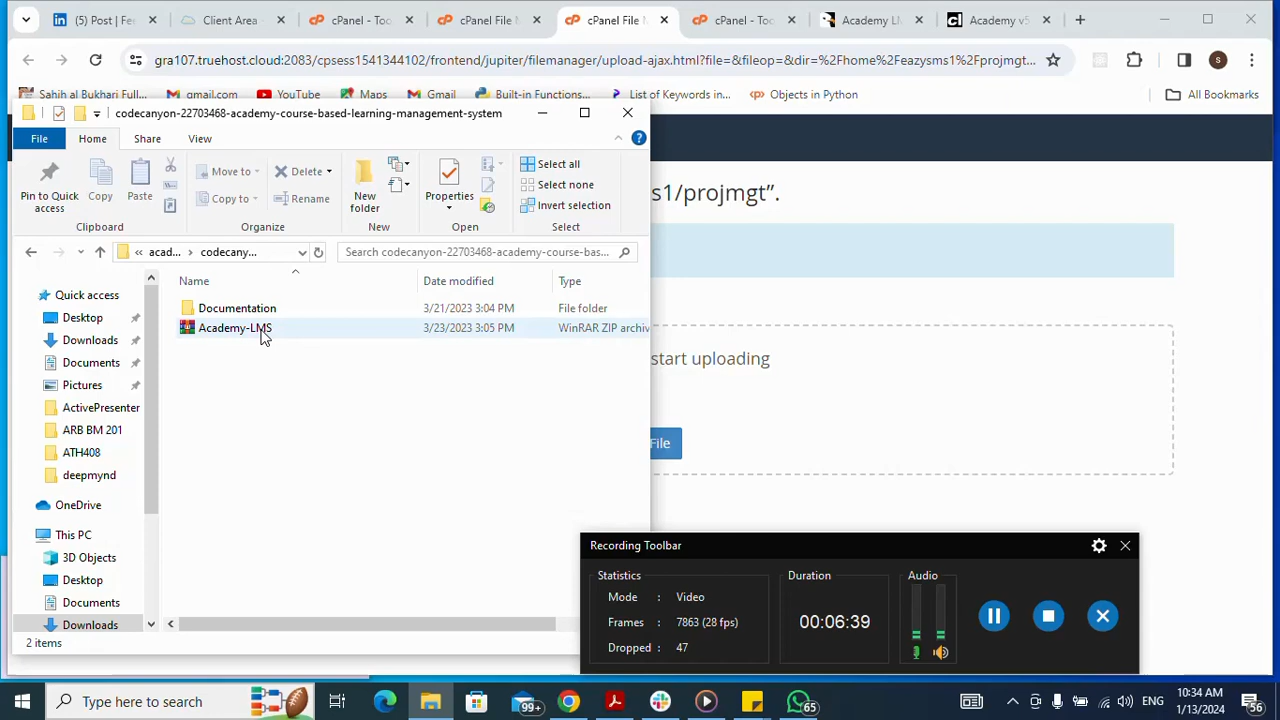 (5) Post | Fe
Client Area
cPanel - Too
cPanel File M
cPanel File M
cPanel - Too
Academy L
Academy v5
gra107.truehost.cloud:2083/cpsess1541344102/frontend/jupiter/filemanager/upload-ajax.html?file=&fileop=&dir=%2Fhome%2Feazysms1%2Fprojmg...
Sahih al Bukhari Full...
gmail.com
YouTube
Maps
Gmail
Built-in Functions...
List of Keywords in...
Objects in Python
All Bookmarks
codecanyon-22703468-academy-course-based-learning-management-system
File
Home
Share
View
Pin to Quick access
Copy
Paste
Move to
Copy to
Delete
Rename
New folder
Properties
Select all
Select none
Invert selection
Clipboard
Organize
New
Open
Select
« acad... > codecany...
Search codecanyon-22703468-academy-course-bas...
Name
Date modified
Type
Documentation
3/21/2023 3:04 PM
File folder
Academy-LMS
3/23/2023 3:05 PM
WinRAR ZIP archiv
Quick access
Desktop
Downloads
Documents
Pictures
ActivePresenter
ARB BM 201
ATH408
deepmynd
OneDrive
This PC
3D Objects
Desktop
Documents
Downloads
2 items
s1/projmgt”.
start uploading
File
Recording Toolbar
Statistics
Mode : Video
Frames : 7863 (28 fps)
Dropped : 47
Duration
00:06:39
Audio
Type here to search
99+
65
ENG
10:34 AM
1/13/2024
56